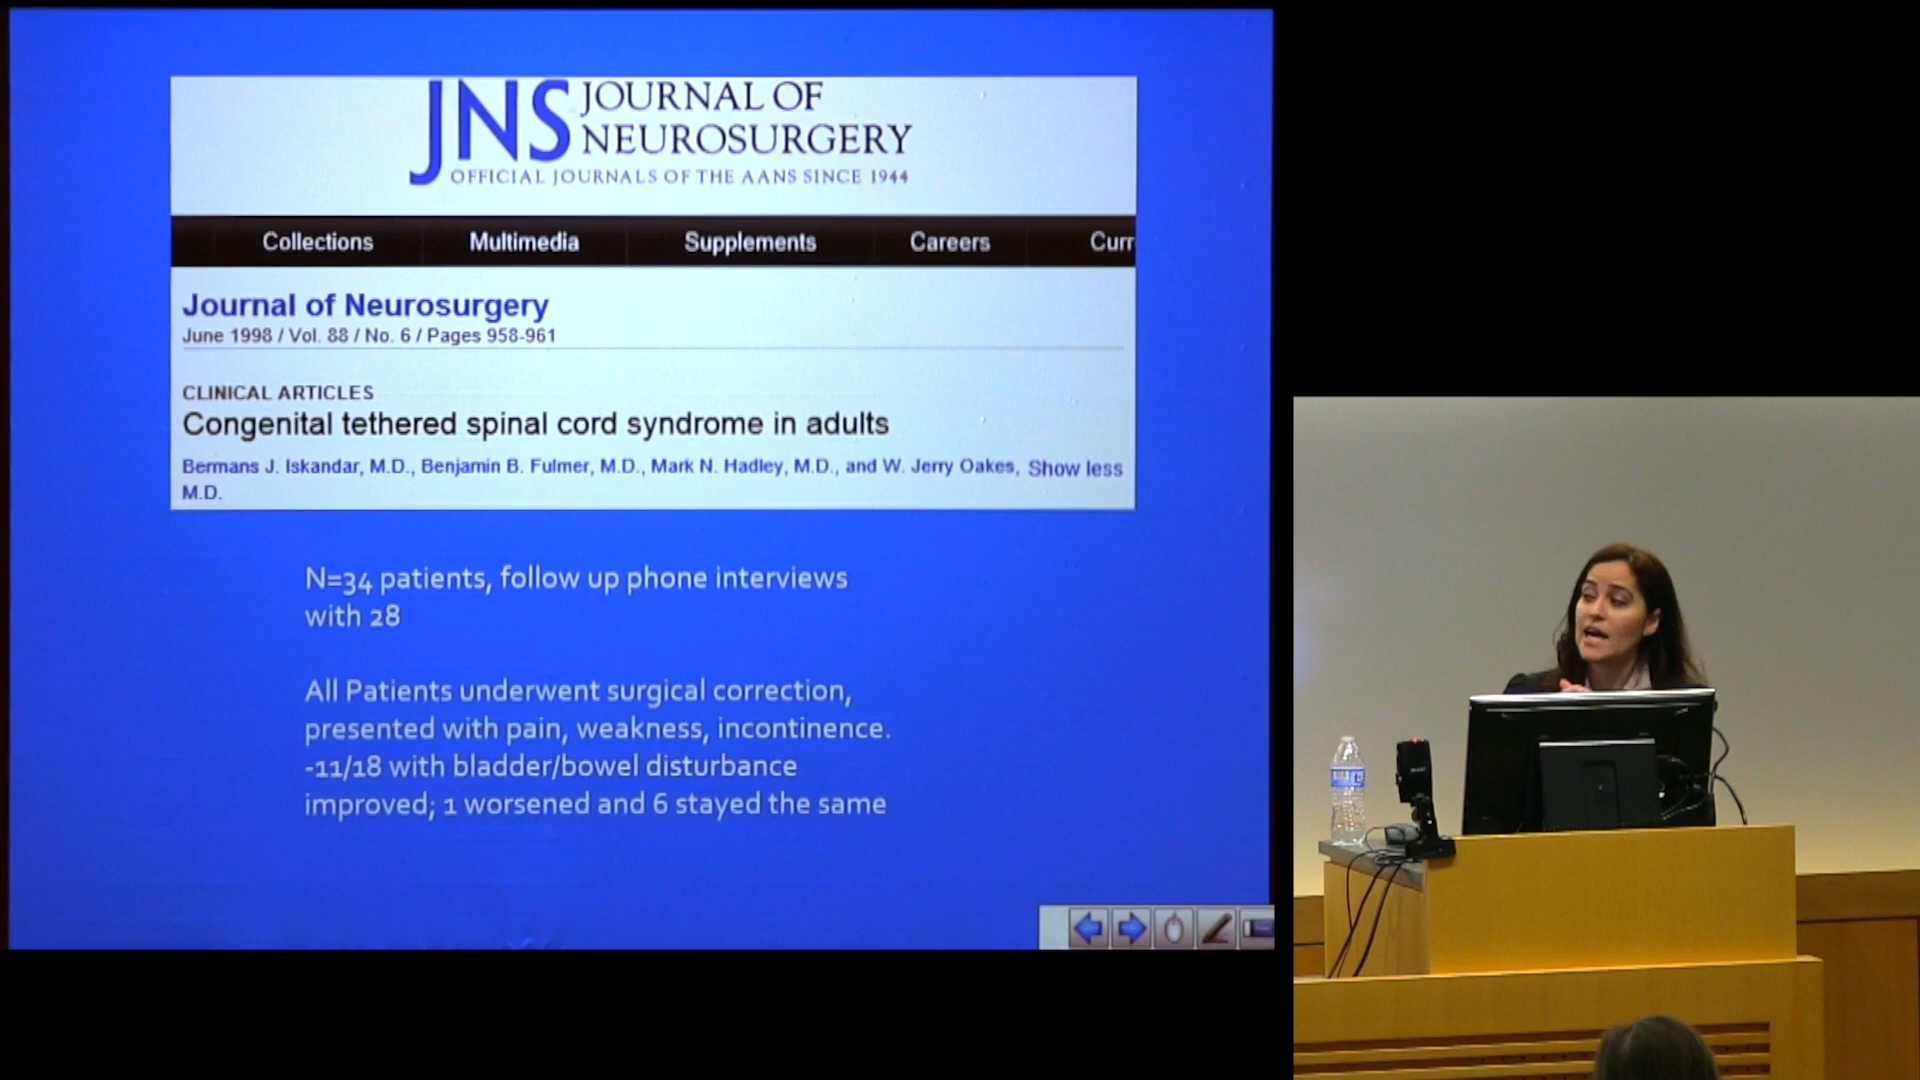 JNS JOURNAL OF
NEUROSURGERY
OFFICIAL JOURNALS OF THE AANS SINCE 1944
Collections Multimedia Supplements Careers Curr
Journal of Neurosurgery
June 1998 / Vol. 88 / No. 6 / Pages 958-961
CLINICAL ARTICLES
Congenital tethered spinal cord syndrome in adults
Bermans J. Iskandar, M.D., Benjamin B. Fulmer, M.D., Mark N. Hadley, M.D., and W. Jerry Oakes, Show less
M.D.
N=34 patients, follow up phone interviews
with 28
All Patients underwent surgical correction,
presented with pain, weakness, incontinence.
-11/18 with bladder/bowel disturbance
improved; 1 worsened and 6 stayed the same